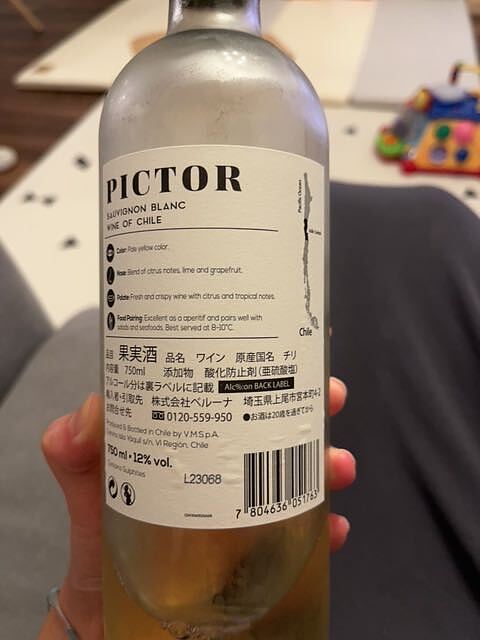 PICTOR
SAUVIGNON BLANC
WINE OF CHILE
Color: Pale yellow color.
Nose: Blend of citrus notes, lime and grapefruit.
Palate: Fresh and crispy wine with citrus and tropical notes.
Food Pairing: Excellent as a aperitif and pairs well with
salads and seafoods. Best served at 8-10°C.
Pacific Ocean
Chile
品目 果実酒 品名 ワイン 原産国名 チリ
内容量 750ml 添加物 酸化防止剤(亜硫酸塩)
アルコール分は裏ラベルに記載 Alc%:on BACK LABEL
輸入者・引取先 株式会社ベルーナ 埼玉県上尾市宮本町4-2
お問合せ先 0120-559-950 ●お酒は20歳を過ぎてから
Produced & Bottled in Chile by V.M.S.p.A.
Camino lolo Yáquil s/n, VI Región, Chile
750 ml • 12% vol.
Contains Sulphites
L23068
7 804636 051763